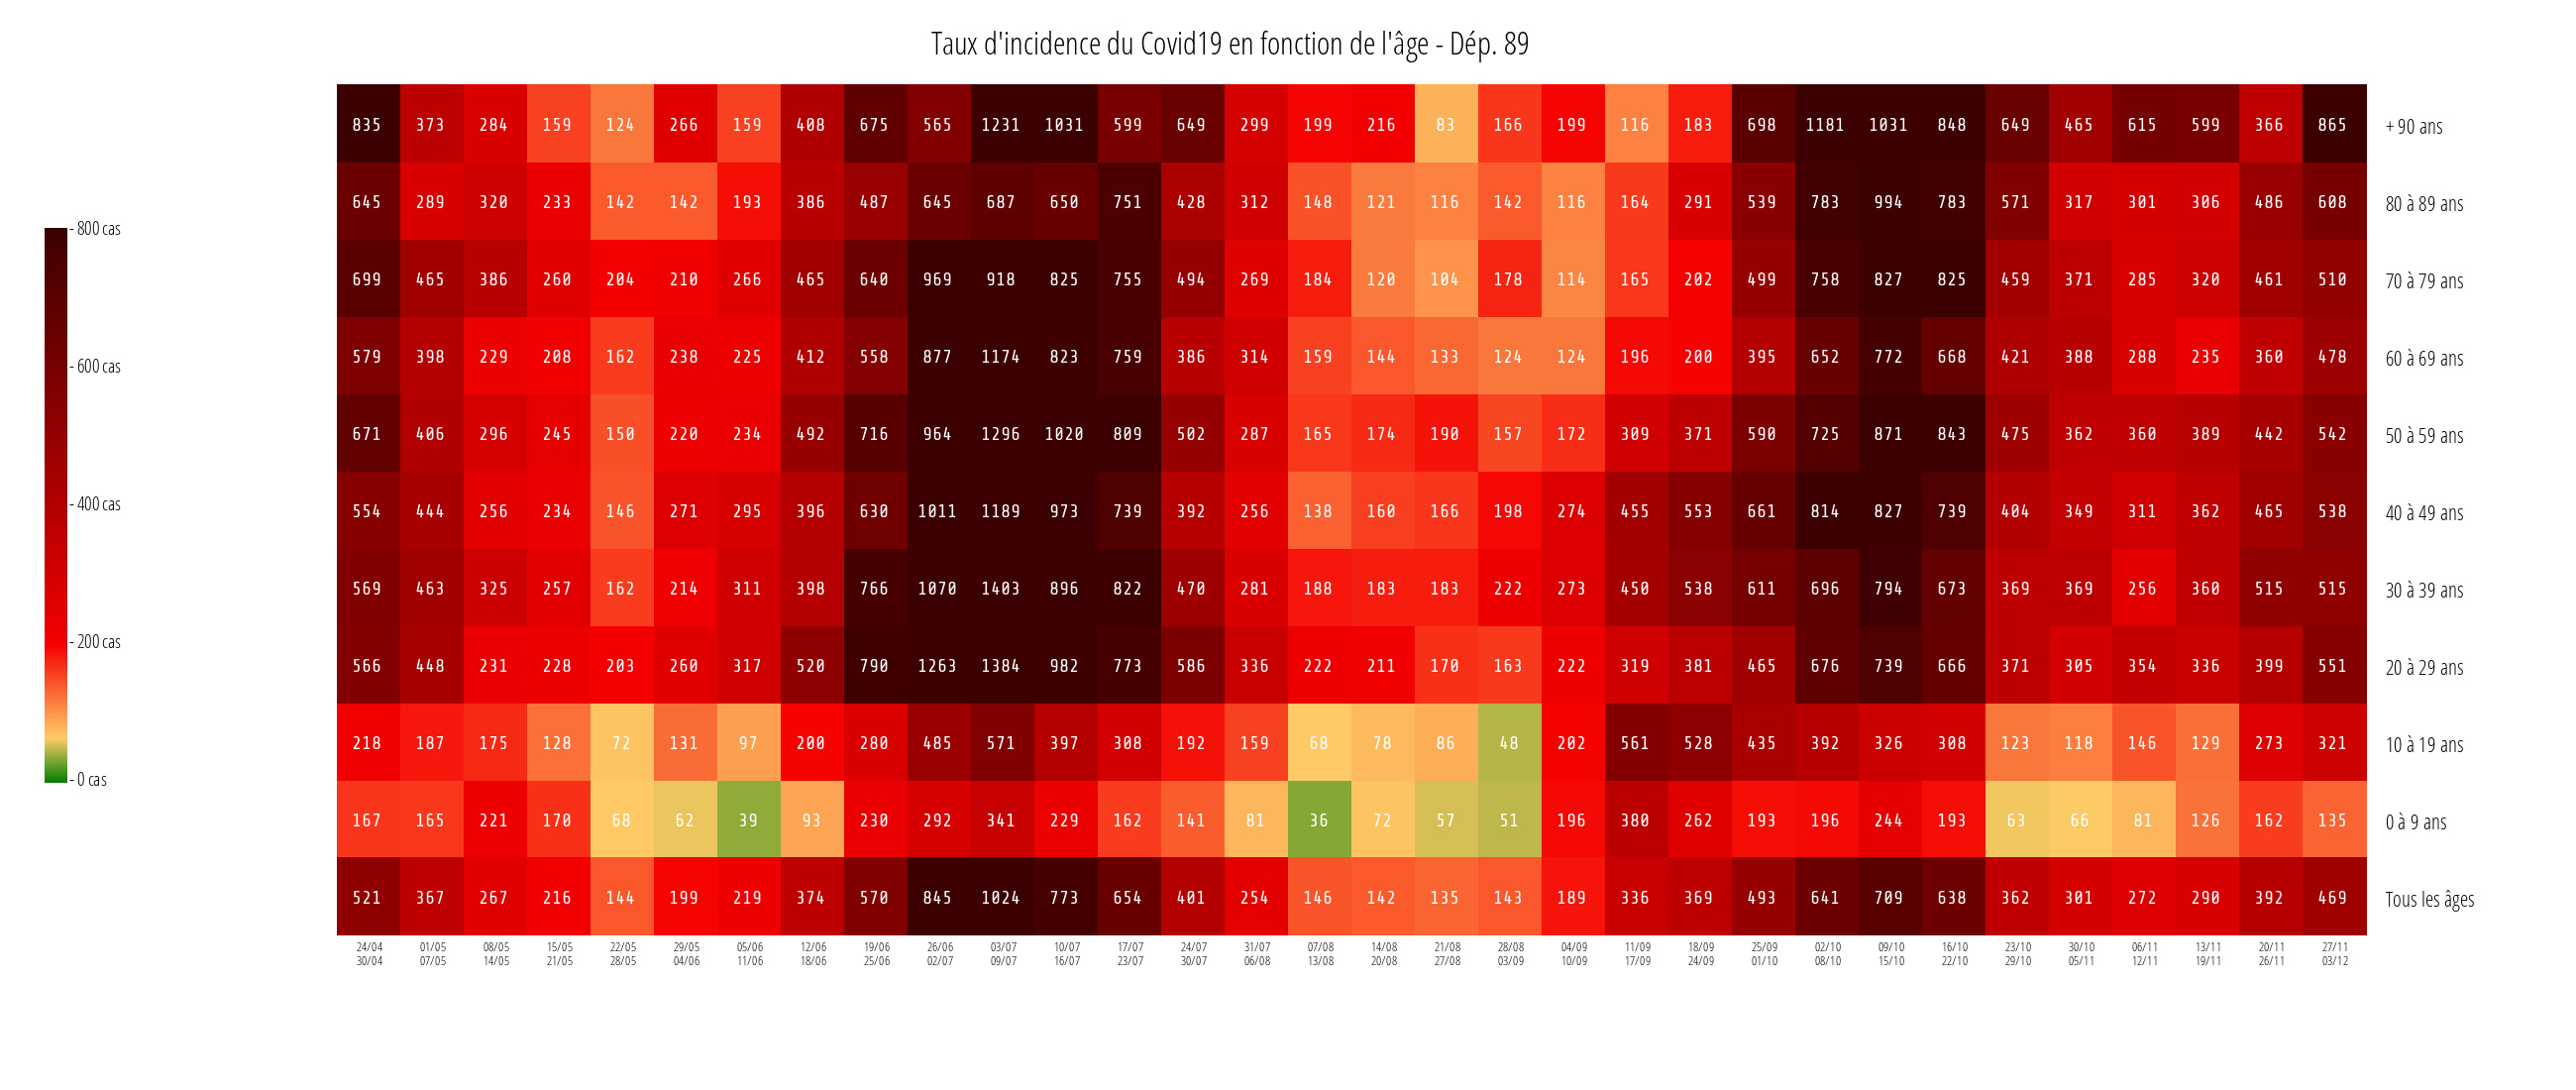 Taux d'incidence du Covid19 en fonction de l'âge - Dép. 89
835 373 284 159 124 266 159 408 675 565 1231 1031 599 649 299 199 216 83 166 199 116 183 698 1181 1031 848 649 465 615 599 366 865 + 90 ans
645 289 320 233 142 142 193 386 487 645 687 650 751 428 312 148 121 116 142 116 164 291 539 783 994 783 571 317 301 306 486 608 80 à 89 ans
- 800 cas
699 465 386 260 204 210 266 465 640 969 918 825 755 494 269 184 120 104 178 114 165 202 499 758 827 825 459 371 285 320 461 510 70 à 79 ans
579 398 229 208 162 238 225 412 558 877 1174 823 759 386 314 159 144 133 124 124 196 200 395 652 772 668 421 388 288 235 360 478 60 à 69 ans
- 600 cas
671 406 296 245 150 220 234 492 716 964 1296 1020 809 502 287 165 174 190 157 172 309 371 590 725 871 843 475 362 360 389 442 542 50 à 59 ans
- 400 cas
554 444 256 234 146 271 295 396 630 1011 1189 973 739 392 256 138 160 166 198 274 455 553 661 814 827 739 404 349 311 362 465 538 40 à 49 ans
569 463 325 257 162 214 311 398 766 1070 1403 896 822 470 281 188 183 183 222 273 450 538 611 696 794 673 369 369 256 360 515 515 30 à 39 ans
- 200 cas
566 448 231 228 203 260 317 520 790 1263 1384 982 773 586 336 222 211 170 163 222 319 381 465 676 739 666 371 305 354 336 399 551 20 à 29 ans
218 187 175 128 72 131 97 200 280 485 571 397 308 192 159 68 78 86 48 202 561 528 435 392 326 308 123 118 146 129 273 321 10 à 19 ans
- 0 cas
167 165 221 170 68 62 39 93 230 292 341 229 162 141 81 36 72 57 51 196 380 262 193 196 244 193 63 66 81 126 162 135 0 à 9 ans
521 367 267 216 144 199 219 374 570 845 1024 773 654 401 254 146 142 135 143 189 336 369 493 641 709 638 362 301 272 290 392 469 Tous les âges
24/04 01/05 08/05 15/05 22/05 29/05 05/06 12/06 19/06 26/06 03/07 10/07 17/07 24/07 31/07 07/08 14/08 21/08 28/08 04/09 11/09 18/09 25/09 02/10 09/10 16/10 23/10 30/10 06/11 13/11 20/11 27/11
30/04 07/05 14/05 21/05 28/05 04/06 11/06 18/06 25/06 02/07 09/07 16/07 23/07 30/07 06/08 13/08 20/08 27/08 03/09 10/09 17/09 24/09 01/10 08/10 15/10 22/10 29/10 05/11 12/11 19/11 26/11 03/12